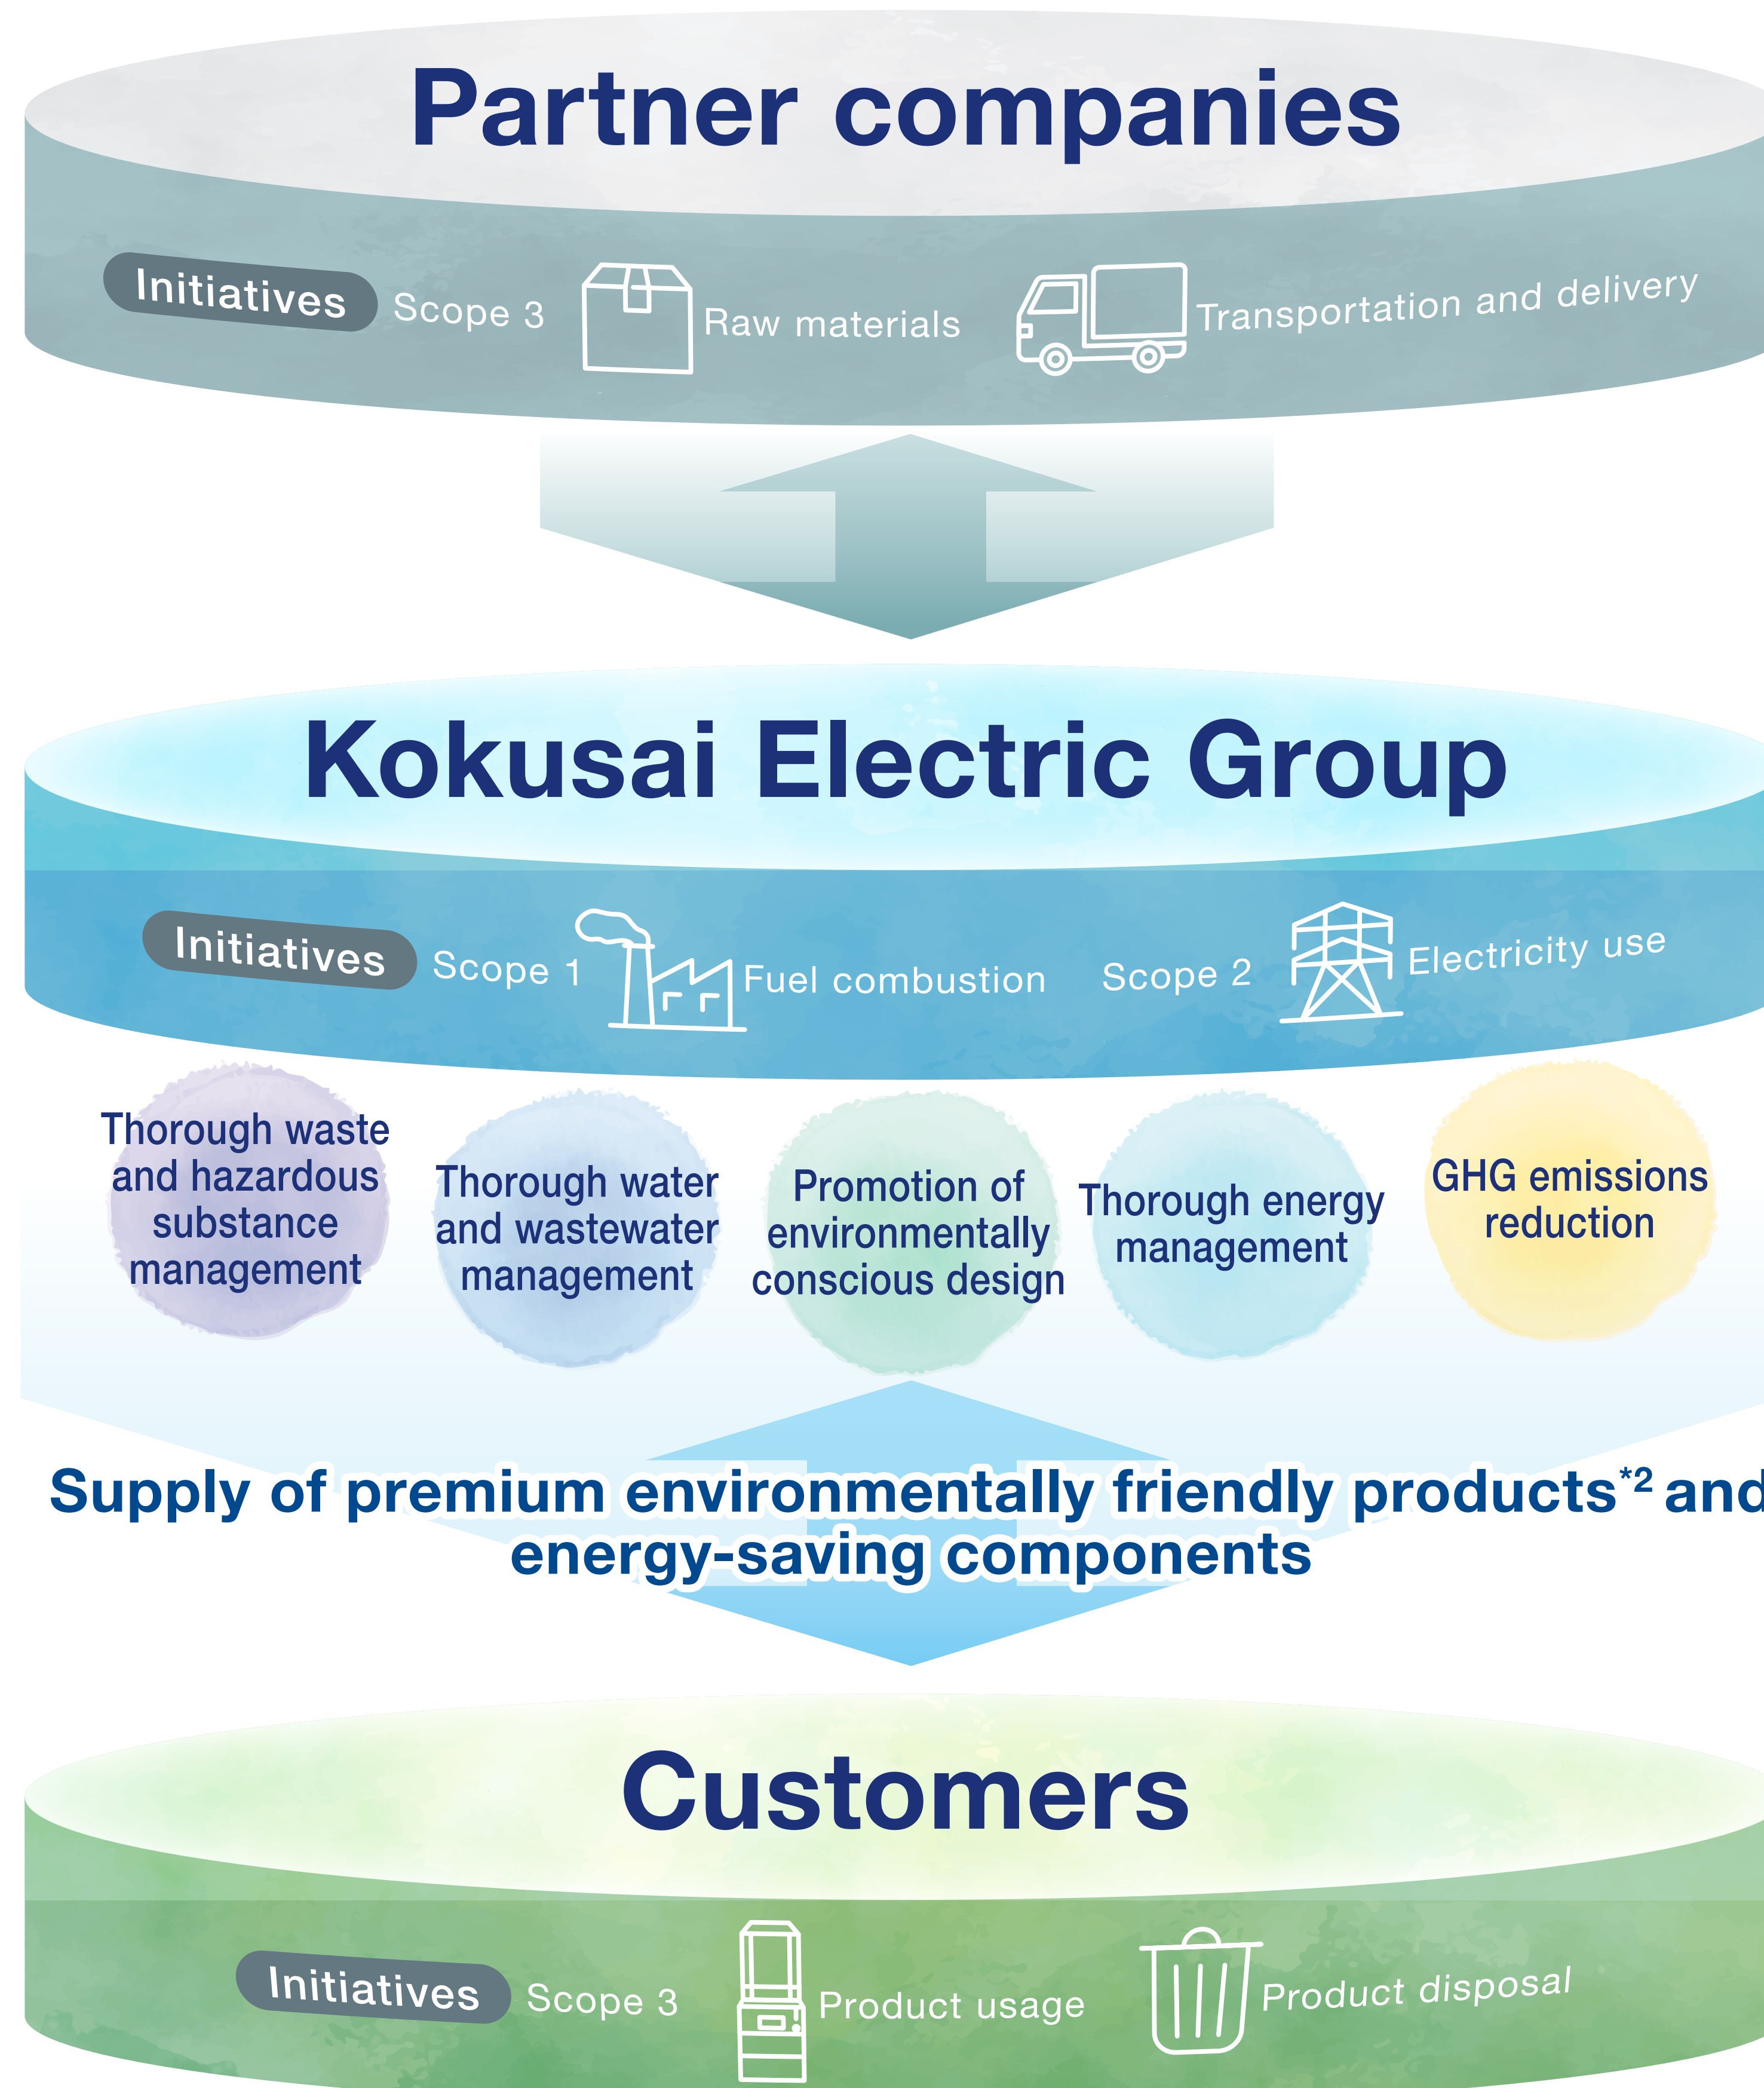 Partner companies
Initiatives Scope 3 Raw materials Transportation and delivery
Kokusai Electric Group
Initiatives Scope 1 Fuel combustion Scope 2 Electricity use
Thorough waste
and hazardous
substance
management
Thorough water
and wastewater
management
Promotion of
environmentally
conscious design
Thorough energy
management
GHG emissions
reduction
Supply of premium environmentally friendly products*2 and
energy-saving components
Customers
Initiatives Scope 3 Product usage Product disposal